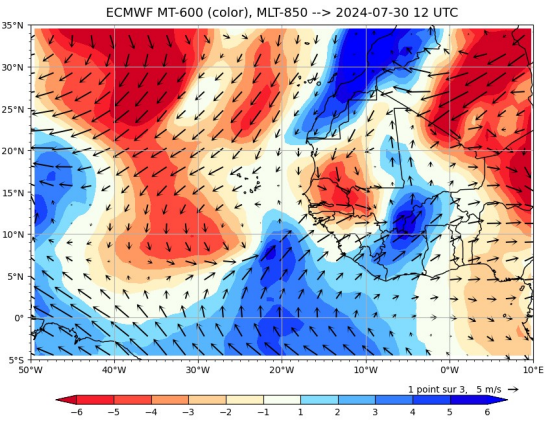 ECMWF MT-600 (color), MLT-850 --> 2024-07-30 12 UTC
35°N
30°N
25°N
20°N
15°N
10°N
5°N
0°
5°S
50°W 40°W 30°W 20°W 10°W 0°W 10°E
1 point sur 3, 5 m/s
−6 −5 −4 −3 −2 −1 1 2 3 4 5 6